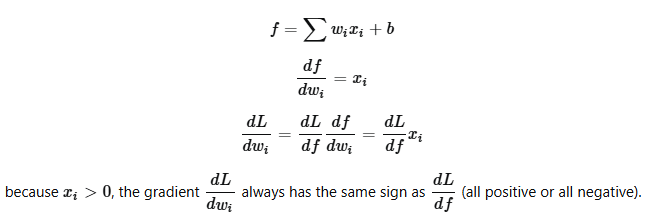 f = ∑ wᵢxᵢ + b
df/dwᵢ = xᵢ
dL/dwᵢ = dL/df df/dwᵢ = dL/df xᵢ
because xᵢ > 0, the gradient dL/dwᵢ always has the same sign as dL/df (all positive or all negative).